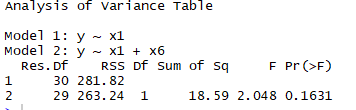 Analysis of Variance Table
Model 1: y ~ x1
Model 2: y ~ x1 + x6
Res.Df RSS Df Sum of Sq F Pr(>F)
1 30 281.82
2 29 263.24 1 18.59 2.048 0.1631